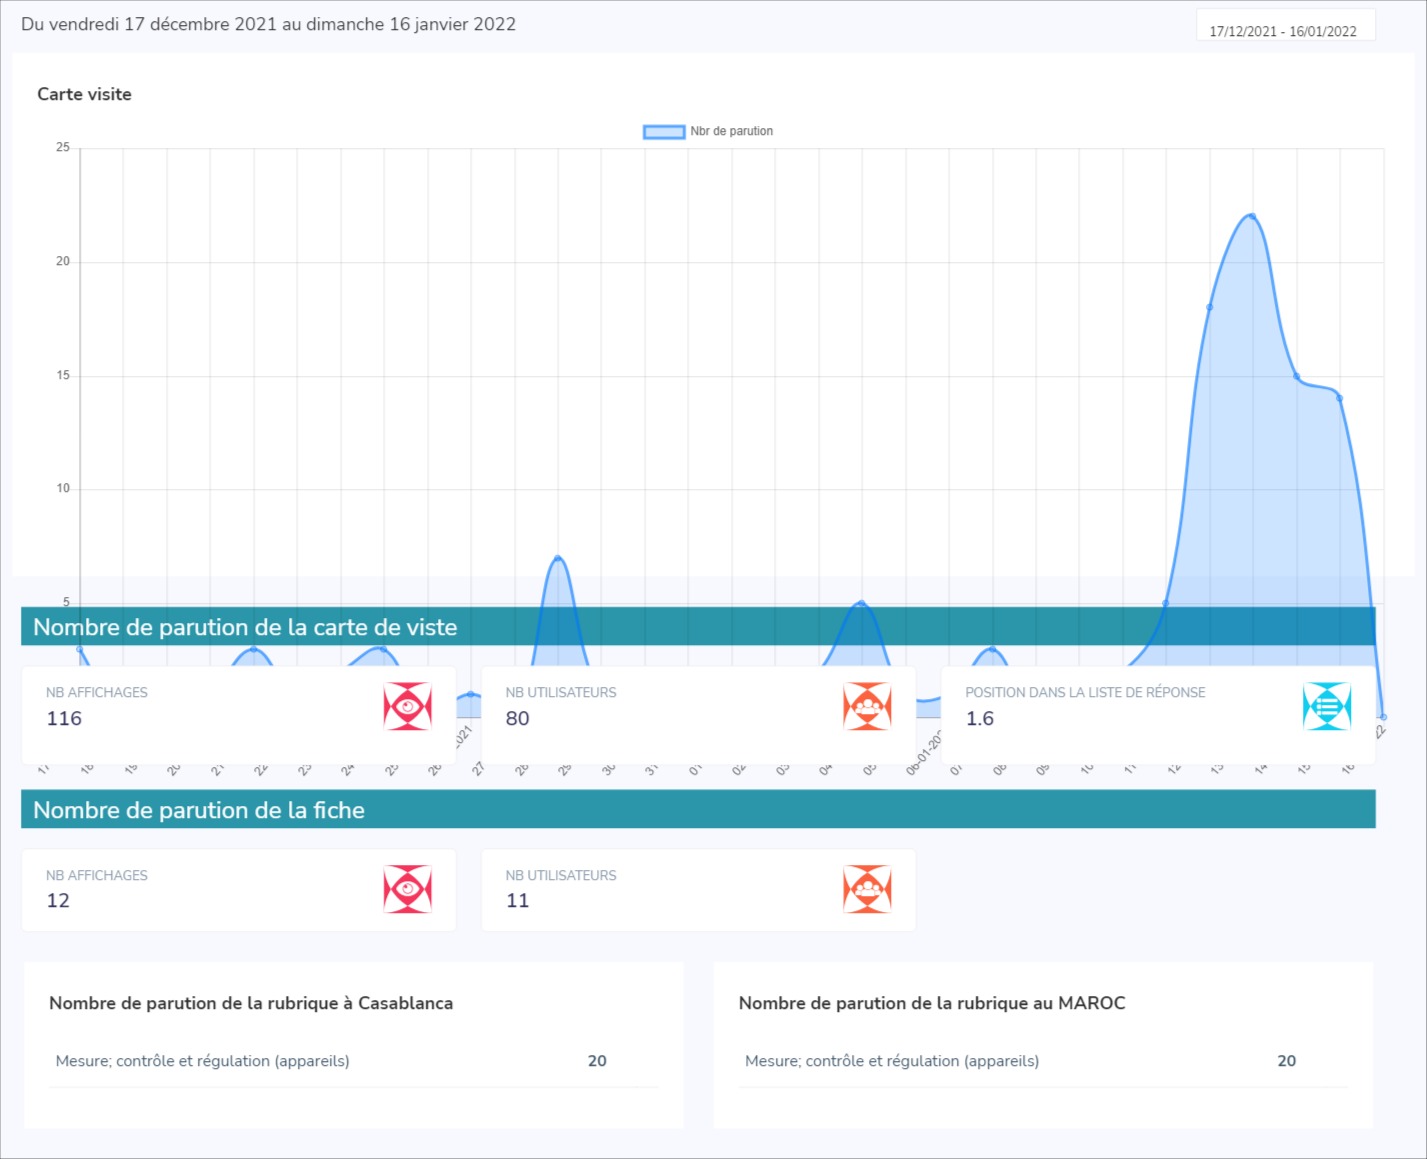 Du vendredi 17 décembre 2021 au dimanche 16 janvier 2022
17/12/2021 - 16/01/2022
Carte visite
Nbr de parution
25
20
15
10
5
Nombre de parution de la carte de viste
NB AFFICHAGES
116
NB UTILISATEURS
80
POSITION DANS LA LISTE DE RÉPONSE
1.6
17 18 19 20 21 22 23 24 25 26 27 28 29 30 31 01 02 03 04 05 06-01-20 07 08 09 10 11 12 13 14 15 16
Nombre de parution de la fiche
NB AFFICHAGES
12
NB UTILISATEURS
11
Nombre de parution de la rubrique à Casablanca
Mesure; contrôle et régulation (appareils) 20
Nombre de parution de la rubrique au MAROC
Mesure; contrôle et régulation (appareils) 20